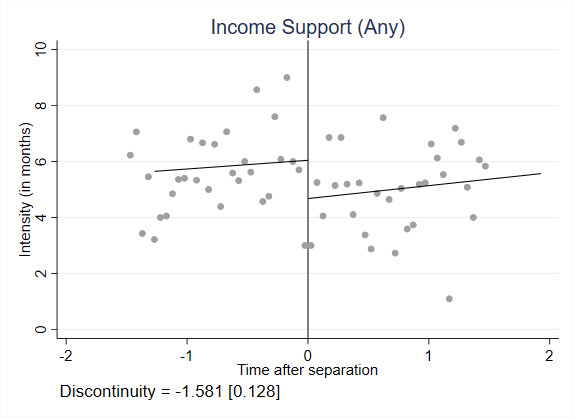 Income Support (Any)
10
8
6
4
2
0
Intensity (in months)
-2 -1 0 1 2
Time after separation
Discontinuity = -1.581 [0.128]